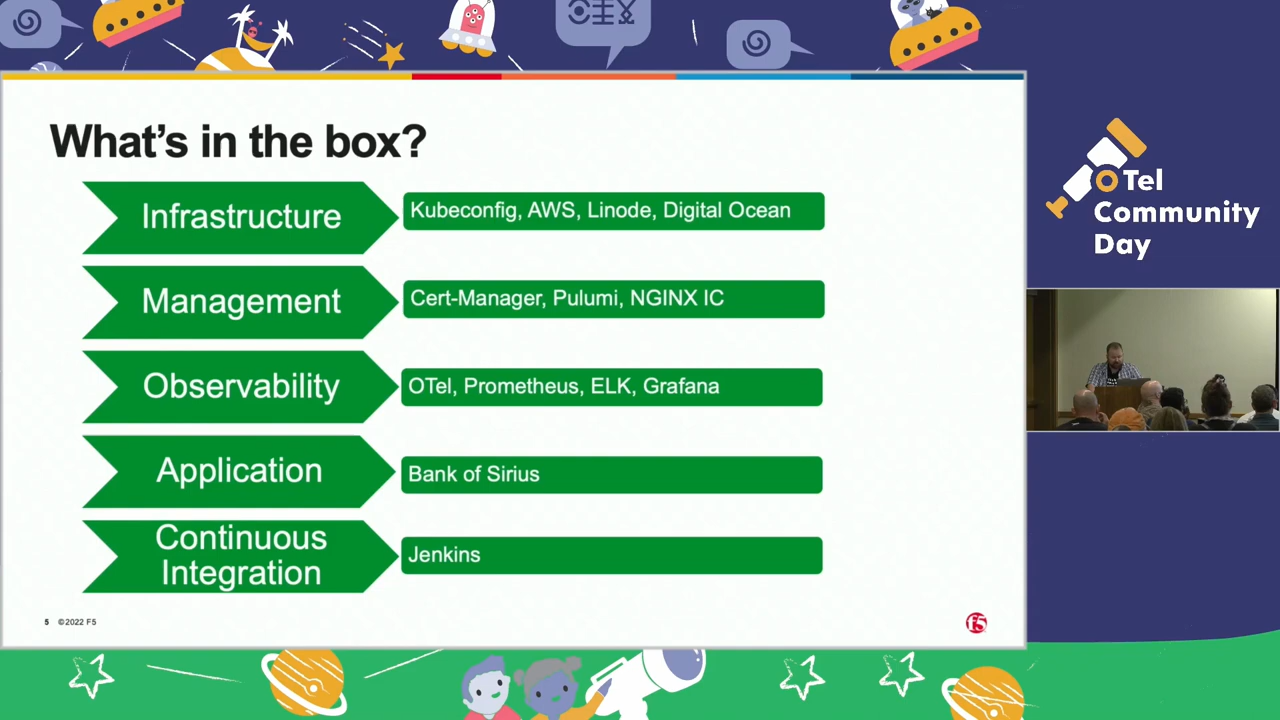 What's in the box?
Infrastructure
Kubeconfig, AWS, Linode, Digital Ocean
Management
Cert-Manager, Pulumi, NGINX IC
Observability
OTel, Prometheus, ELK, Grafana
Application
Bank of Sirius
Continuous
Integration
Jenkins
5 ©2022 F5
f5
OTel
Community
Day